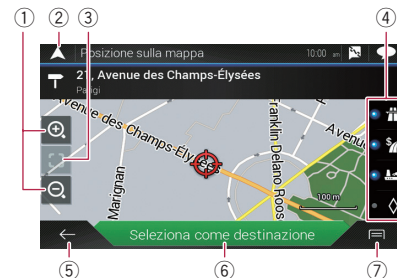 ① ② ③ ④
Posizione sulla mappa 10:00 am
21, Avenue des Champs-Élysées
Parigi
Avenue des Champs-Élysées
Marignan
Franklin Delano Roos
Avenu
100 m
Seleziona come destinazione
⑤ ⑥ ⑦